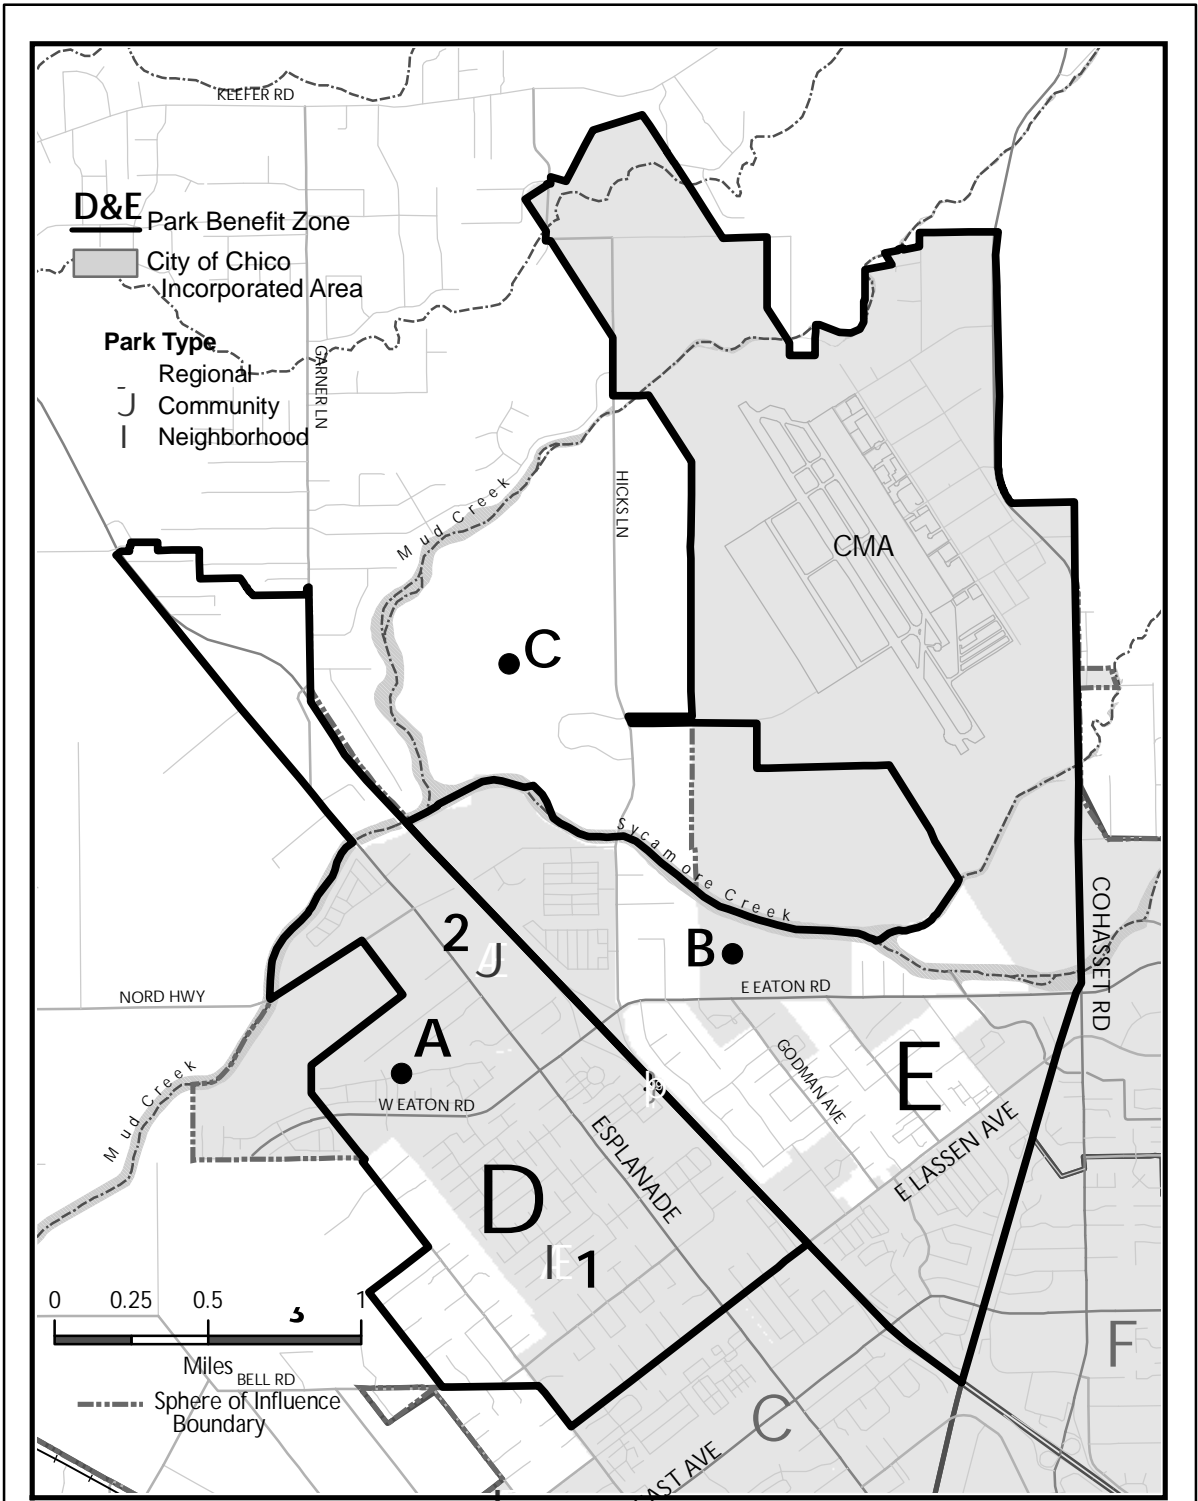 KEEFER RD
D&E Park Benefit Zone
City of Chico
Incorporated Area
Park Type
Regional
J Community
I Neighborhood
GARNER LN
HICKS LN
Mud Creek
CMA
C
Sycamore Creek
COHASSET RD
2
J
B
E EATON RD
NORD HWY
A
W EATON RD
GODMAN AVE
E
Mud Creek
ESPLANADE
E LASSEN AVE
D
I Æ 1
0 0.25 0.5 1
Miles
BELL RD
Sphere of Influence
Boundary
F
C
AST AVE